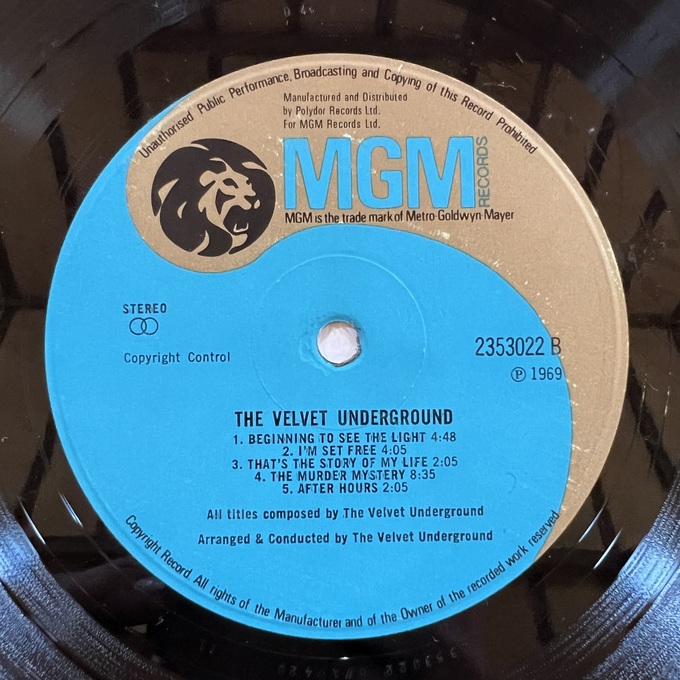 Unauthorised Public Performance, Broadcasting and Copying of this Record Prohibited
Manufactured and Distributed
by Polydor Records Ltd.
For MGM Records Ltd.
MGM
RECORDS
MGM is the trade mark of Metro-Goldwyn-Mayer
STEREO
Copyright Control
2353022 B
℗ 1969
THE VELVET UNDERGROUND
1. BEGINNING TO SEE THE LIGHT 4:48
2. I'M SET FREE 4:05
3. THAT'S THE STORY OF MY LIFE 2:05
4. THE MURDER MYSTERY 8:35
5. AFTER HOURS 2:05
All titles composed by The Velvet Underground
Arranged & Conducted by The Velvet Underground
Copyright Record. All rights of the Manufacturer and of the Owner of the recorded work reserved.